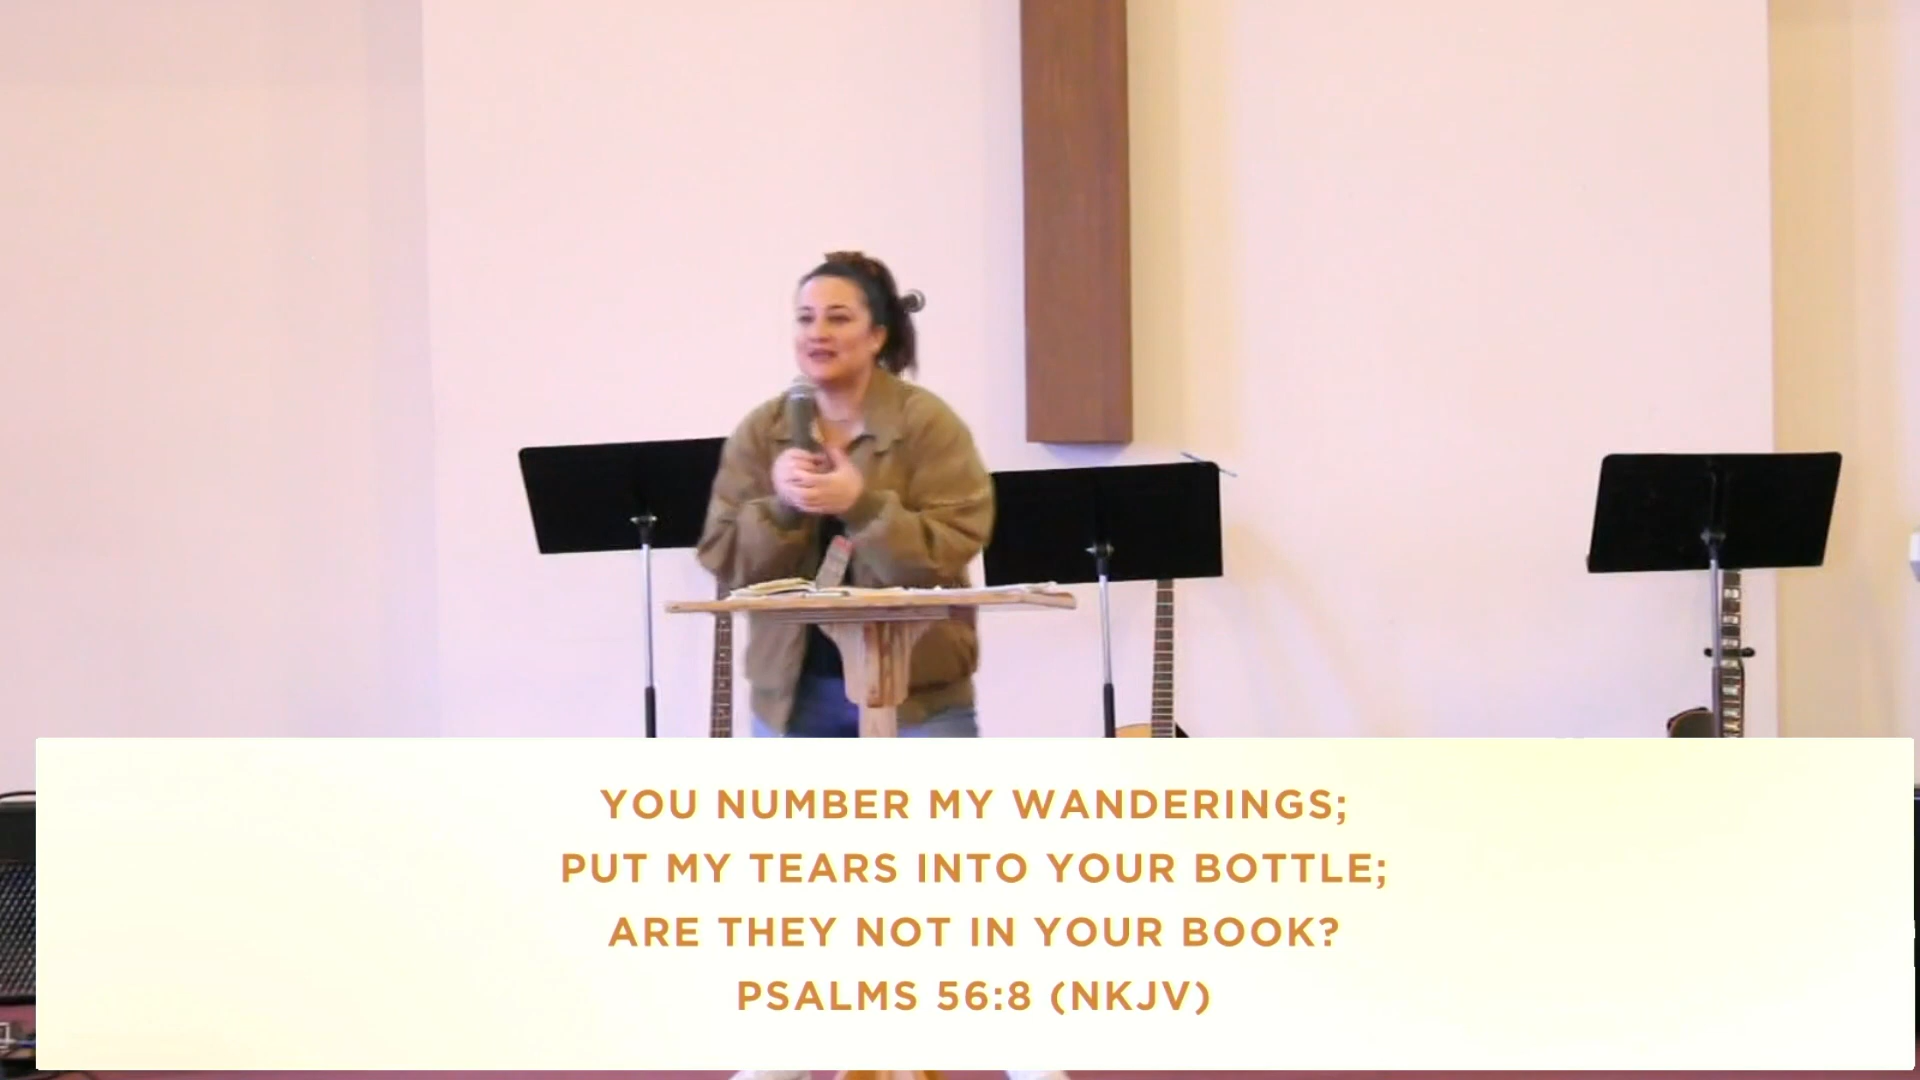 YOU NUMBER MY WANDERINGS;
PUT MY TEARS INTO YOUR BOTTLE;
ARE THEY NOT IN YOUR BOOK?
PSALMS 56:8 (NKJV)